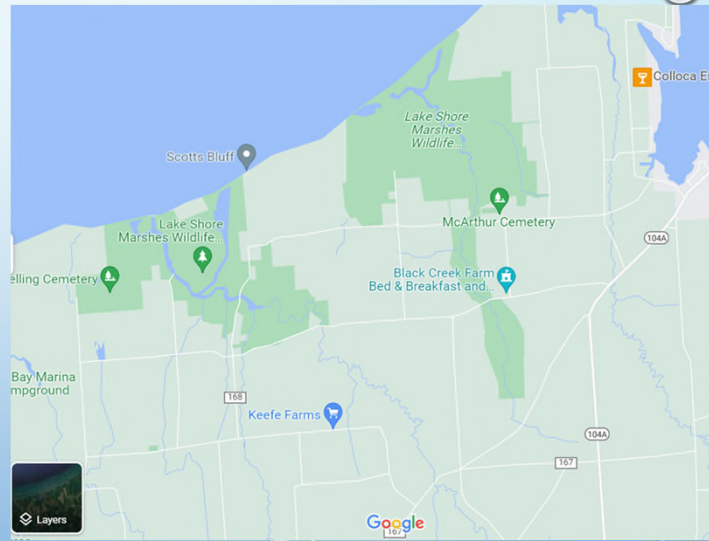 Colloca Es
Lake Shore
Marshes
Wildlife...
Scotts Bluff
McArthur Cemetery
Lake Shore
Marshes Wildlife...
104A
elling Cemetery
Black Creek Farm
Bed & Breakfast and...
Bay Marina
mpground
168
Keefe Farms
104A
167
Layers
Google
167